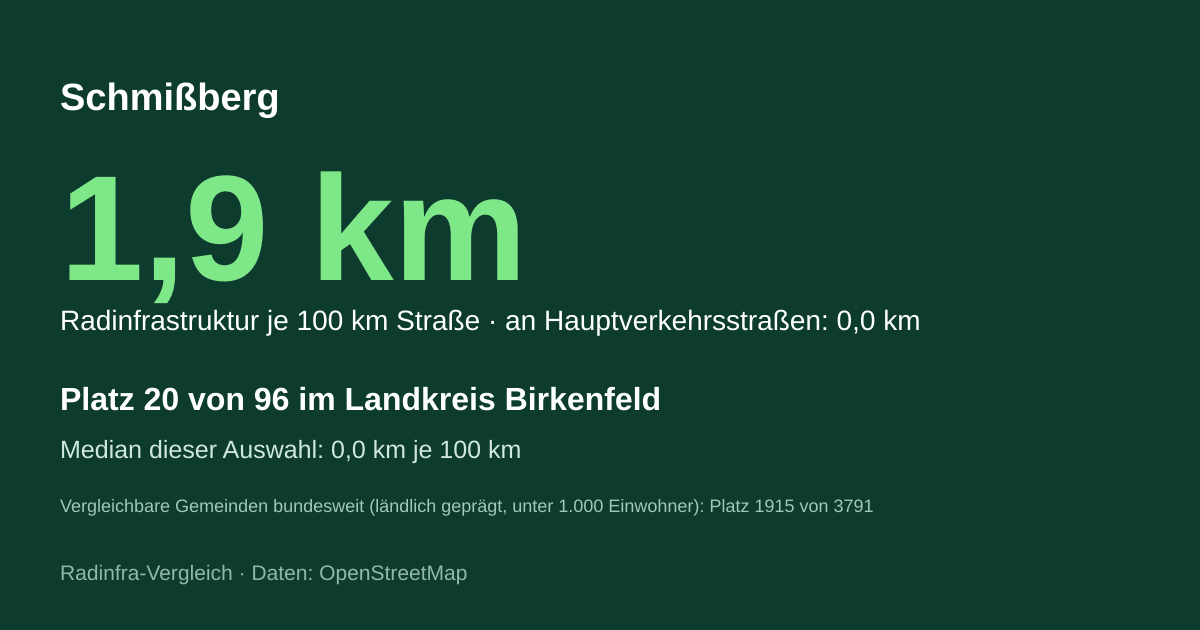 Schmißberg
1,9 km
Radinfrastruktur je 100 km Straße · an Hauptverkehrsstraßen: 0,0 km
Platz 20 von 96 im Landkreis Birkenfeld
Median dieser Auswahl: 0,0 km je 100 km
Vergleichbare Gemeinden bundesweit (ländlich geprägt, unter 1.000 Einwohner): Platz 1915 von 3791
Radinfra-Vergleich · Daten: OpenStreetMap